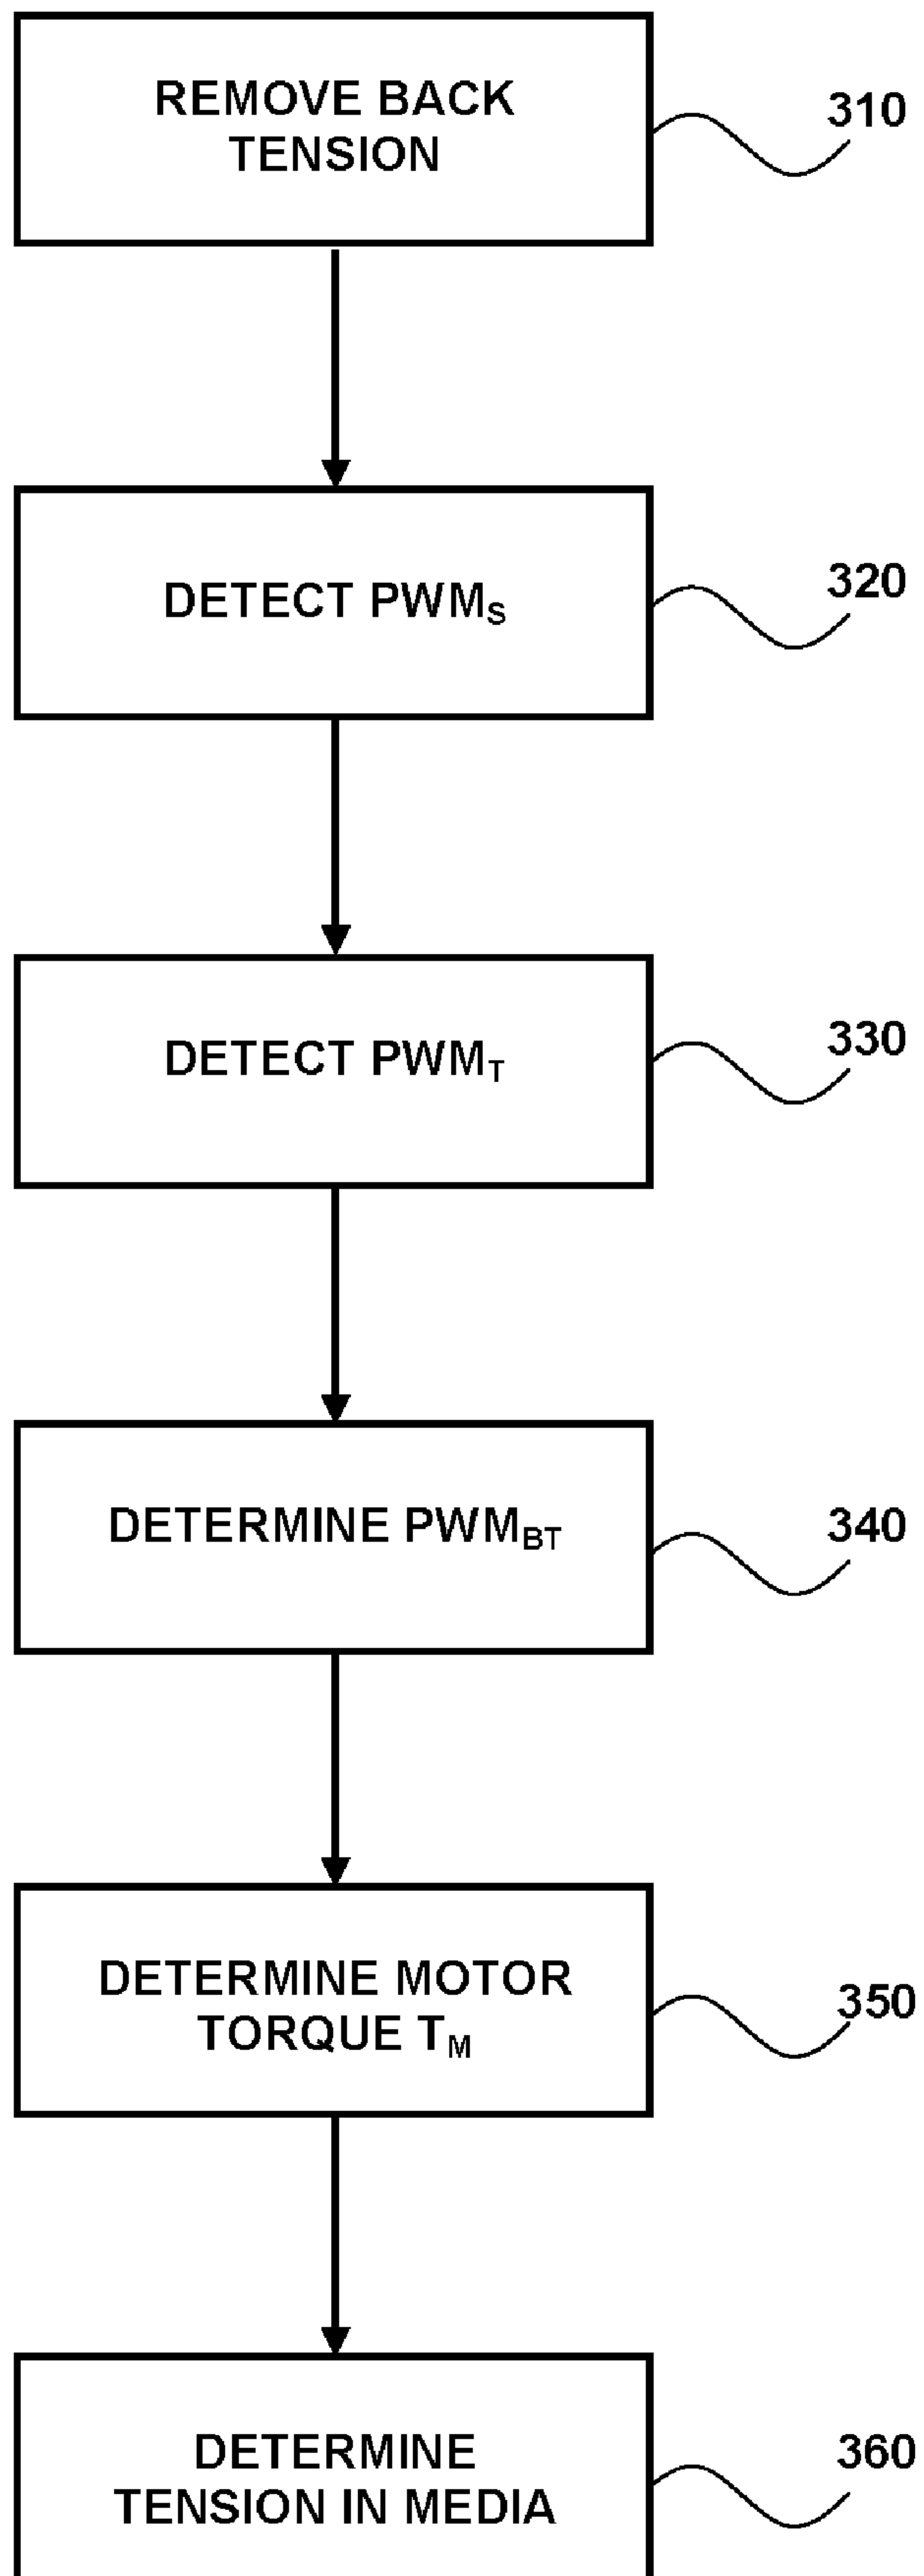 REMOVE BACK
TENSION
310
DETECT PWMS
320
DETECT PWMT
330
DETERMINE PWMBT
340
DETERMINE MOTOR
TORQUE TM
350
DETERMINE
TENSION IN MEDIA
360